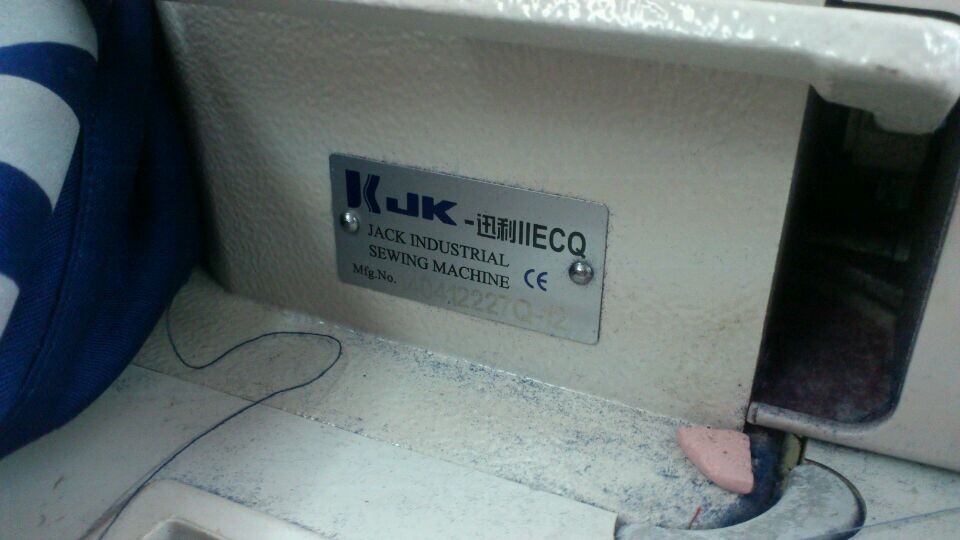 JK-迅利IIECQ
JACK INDUSTRIAL
SEWING MACHINE CE
Mfg.No.